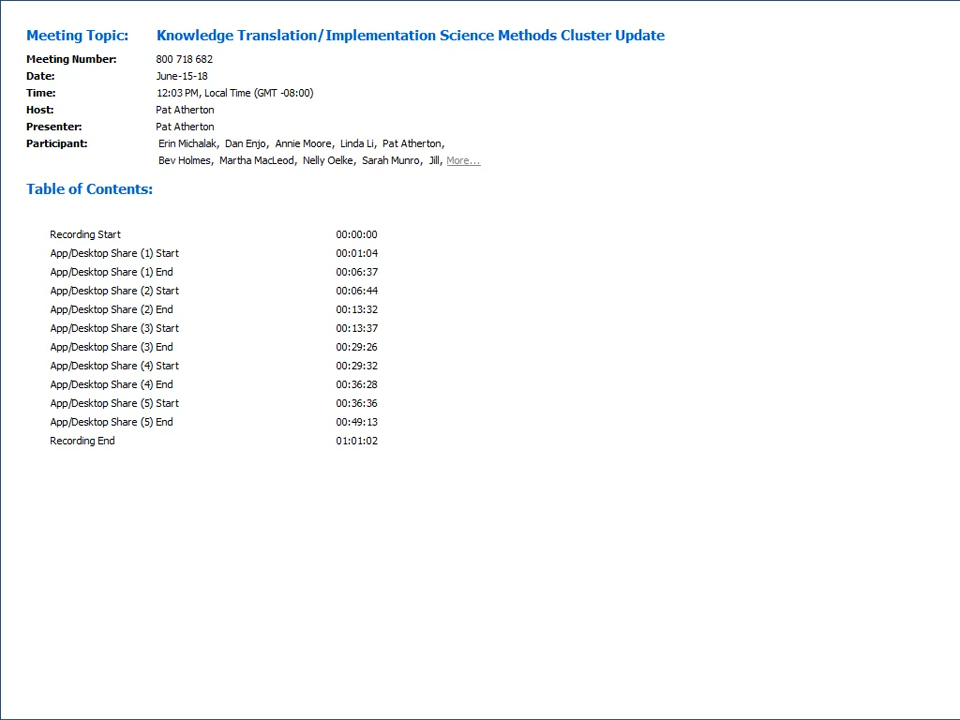 Meeting Topic: Knowledge Translation/Implementation Science Methods Cluster Update
Meeting Number: 800 718 682
Date: June-15-18
Time: 12:03 PM, Local Time (GMT -08:00)
Host: Pat Atherton
Presenter: Pat Atherton
Participant: Erin Michalak, Dan Enjo, Annie Moore, Linda Li, Pat Atherton,
Bev Holmes, Martha MacLeod, Nelly Oelke, Sarah Munro, Jill, More...
Table of Contents:
Recording Start 00:00:00
App/Desktop Share (1) Start 00:01:04
App/Desktop Share (1) End 00:06:37
App/Desktop Share (2) Start 00:06:44
App/Desktop Share (2) End 00:13:32
App/Desktop Share (3) Start 00:13:37
App/Desktop Share (3) End 00:29:26
App/Desktop Share (4) Start 00:29:32
App/Desktop Share (4) End 00:36:28
App/Desktop Share (5) Start 00:36:36
App/Desktop Share (5) End 00:49:13
Recording End 01:01:02